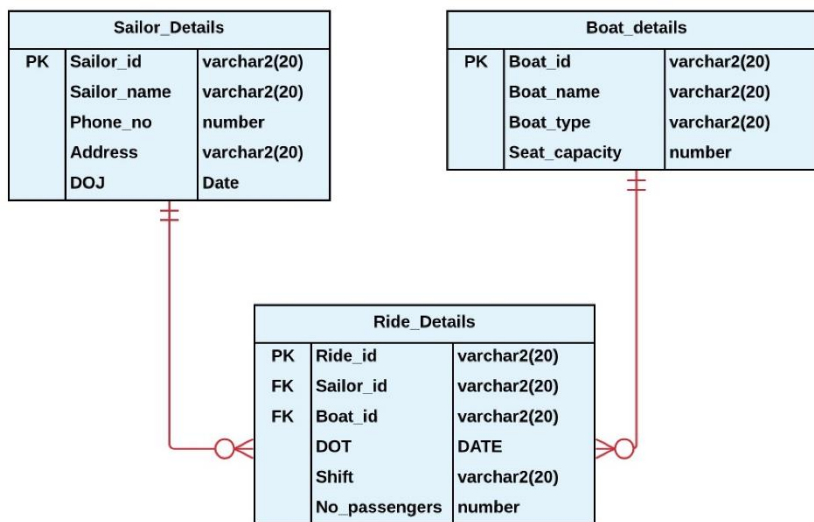 Sailor_Details
PK Sailor_id varchar2(20)
Sailor_name varchar2(20)
Phone_no number
Address varchar2(20)
DOJ Date
Boat_details
PK Boat_id varchar2(20)
Boat_name varchar2(20)
Boat_type varchar2(20)
Seat_capacity number
Ride_Details
PK Ride_id varchar2(20)
FK Sailor_id varchar2(20)
FK Boat_id varchar2(20)
DOT DATE
Shift varchar2(20)
No_passengers number